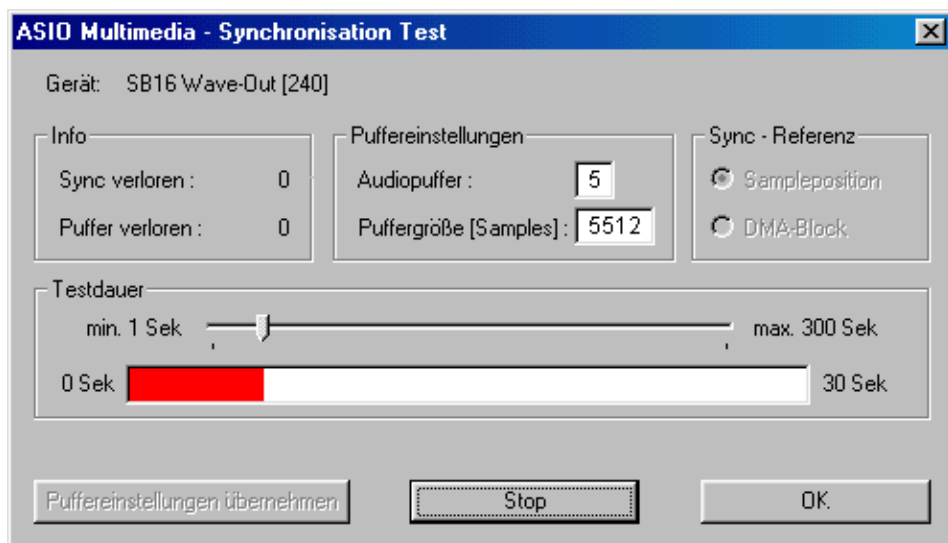 ASIO Multimedia - Synchronisation Test
Gerät: SB16 Wave-Out [240]
Info
Sync verloren : 0
Puffer verloren : 0
Puffereinstellungen
Audiopuffer : 5
Puffergröße [Samples] : 5512
Sync - Referenz
Sampleposition
DMA-Block
Testdauer
min. 1 Sek max. 300 Sek
0 Sek 30 Sek
Puffereinstellungen übernehmen Stop OK